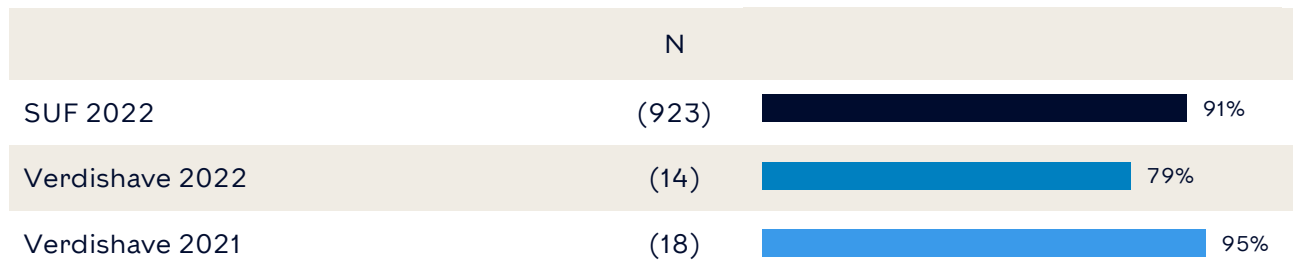 N
SUF 2022 (923) 91%
Verdishave 2022 (14) 79%
Verdishave 2021 (18) 95%